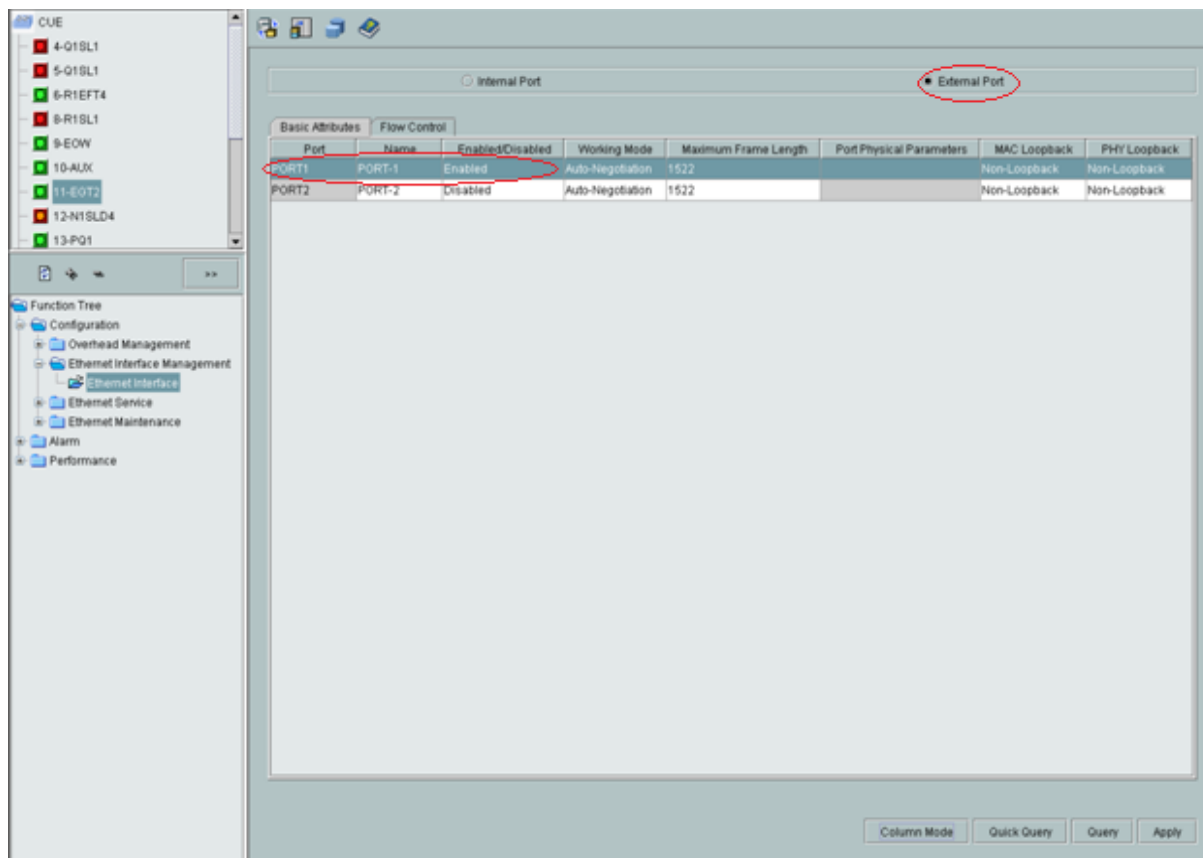 CUE
4-Q1SL1
5-Q1SL1
6-R1EFT4
8-R1SL1
9-EOW
10-AUX
11-EGT2
12-N1SLD4
13-PQ1
>>
Function Tree
Configuration
Overhead Management
Ethernet Interface Management
Ethernet Interface
Ethernet Service
Ethernet Maintenance
Alarm
Performance
Internal Port External Port
Basic Attributes Flow Control
Port Name Enabled/Disabled Working Mode Maximum Frame Length Port Physical Parameters MAC Loopback PHY Loopback
PORT1 PORT-1 Enabled Auto-Negotiation 1522 Non-Loopback Non-Loopback
PORT2 PORT-2 Disabled Auto-Negotiation 1522 Non-Loopback Non-Loopback
Column Mode Quick Query Query Apply